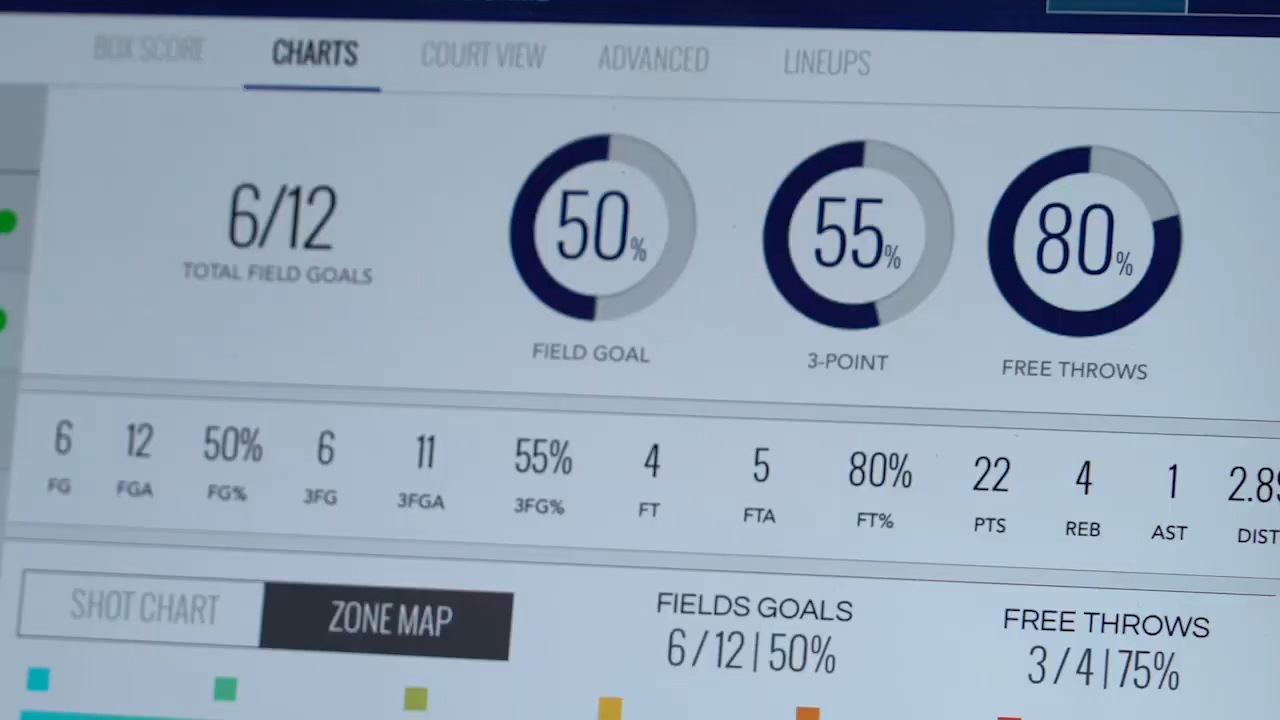 BOX SCORE CHARTS COURT VIEW ADVANCED LINEUPS
6/12
TOTAL FIELD GOALS
50%
FIELD GOAL
55%
3-POINT
80%
FREE THROWS
6 12 50% 6 11 55% 4 5 80% 22 4 1 2.89
FG FGA FG% 3FG 3FGA 3FG% FT FTA FT% PTS REB AST DIST
SHOT CHART ZONE MAP
FIELDS GOALS
6/12|50%
FREE THROWS
3/4|75%